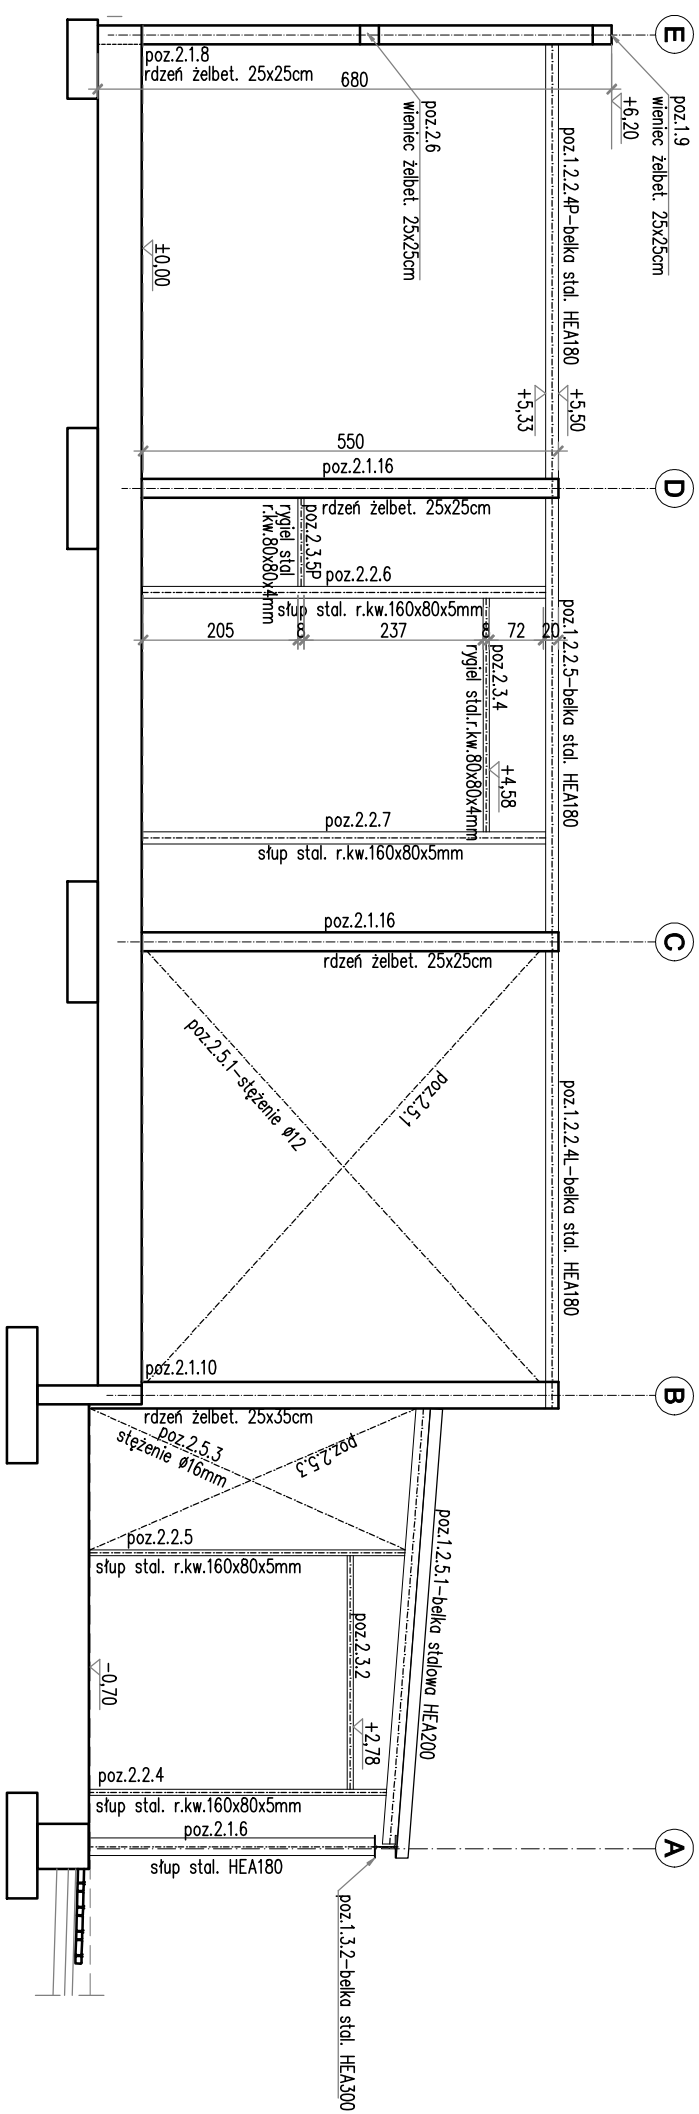 E
D
C
B
A
poz.1.9
wieniec żelbet. 25x25cm
+6,20
poz.2.6
wieniec żelbet. 25x25cm
680
poz.2.1.8
rdzeń żelbet. 25x25cm
±0,00
poz.1.2.2.4P-belka stal. HEA180
+5,50
+5,33
550
poz.2.1.16
rdzeń żelbet. 25x25cm
poz.2.3.5P
rygiel stal
r.kw.80x80x4mm
poz.2.2.6
słup stal. r.kw.160x80x5mm
205
8
237
8
72
20
poz.1.2.2.5-belka stal. HEA180
poz.2.3.4
rygiel stal.r.kw.80x80x4mm
+4,58
poz.2.2.7
słup stal. r.kw.160x80x5mm
poz.2.1.16
rdzeń żelbet. 25x25cm
poz.2.5.1-stężenie ø12
poz.2.5.1
poz.1.2.2.4L-belka stal. HEA180
poz.2.1.10
rdzeń żelbet. 25x35cm
poz.2.5.3
stężenie ø16mm
poz.2.5.3
poz.1.2.5.1-belka stalowa HEA200
poz.2.2.5
słup stal. r.kw.160x80x5mm
poz.2.3.2
+2,78
-0,70
poz.2.2.4
słup stal. r.kw.160x80x5mm
poz.2.1.6
słup stal. HEA180
poz.1.3.2-belka stal. HEA300